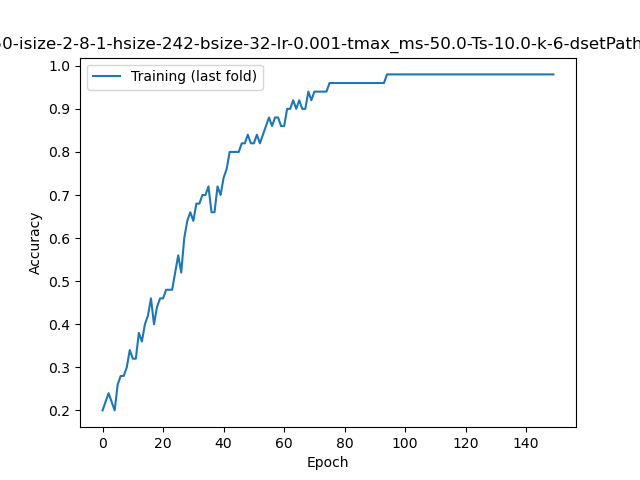 0-isize-2-8-1-hsize-242-bsize-32-lr-0.001-tmax_ms-50.0-Ts-10.0-k-6-dsetPath
Training (last fold)
Accuracy
1.0
0.9
0.8
0.7
0.6
0.5
0.4
0.3
0.2
0 20 40 60 80 100 120 140
Epoch